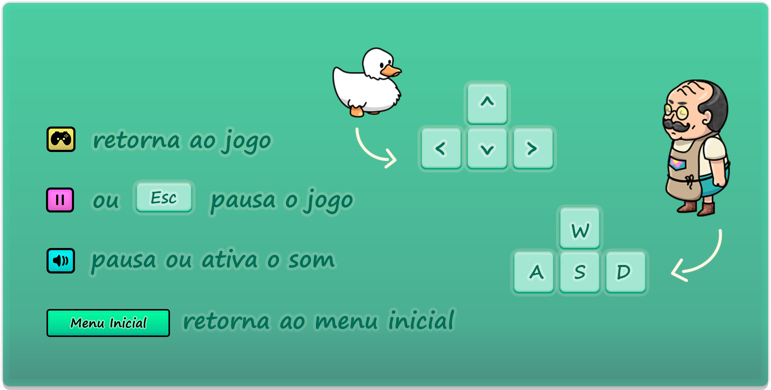 retorna ao jogo
ou Esc pausa o jogo
pausa ou ativa o som
Menu Inicial retorna ao menu inicial
^
< v >
W
A S D